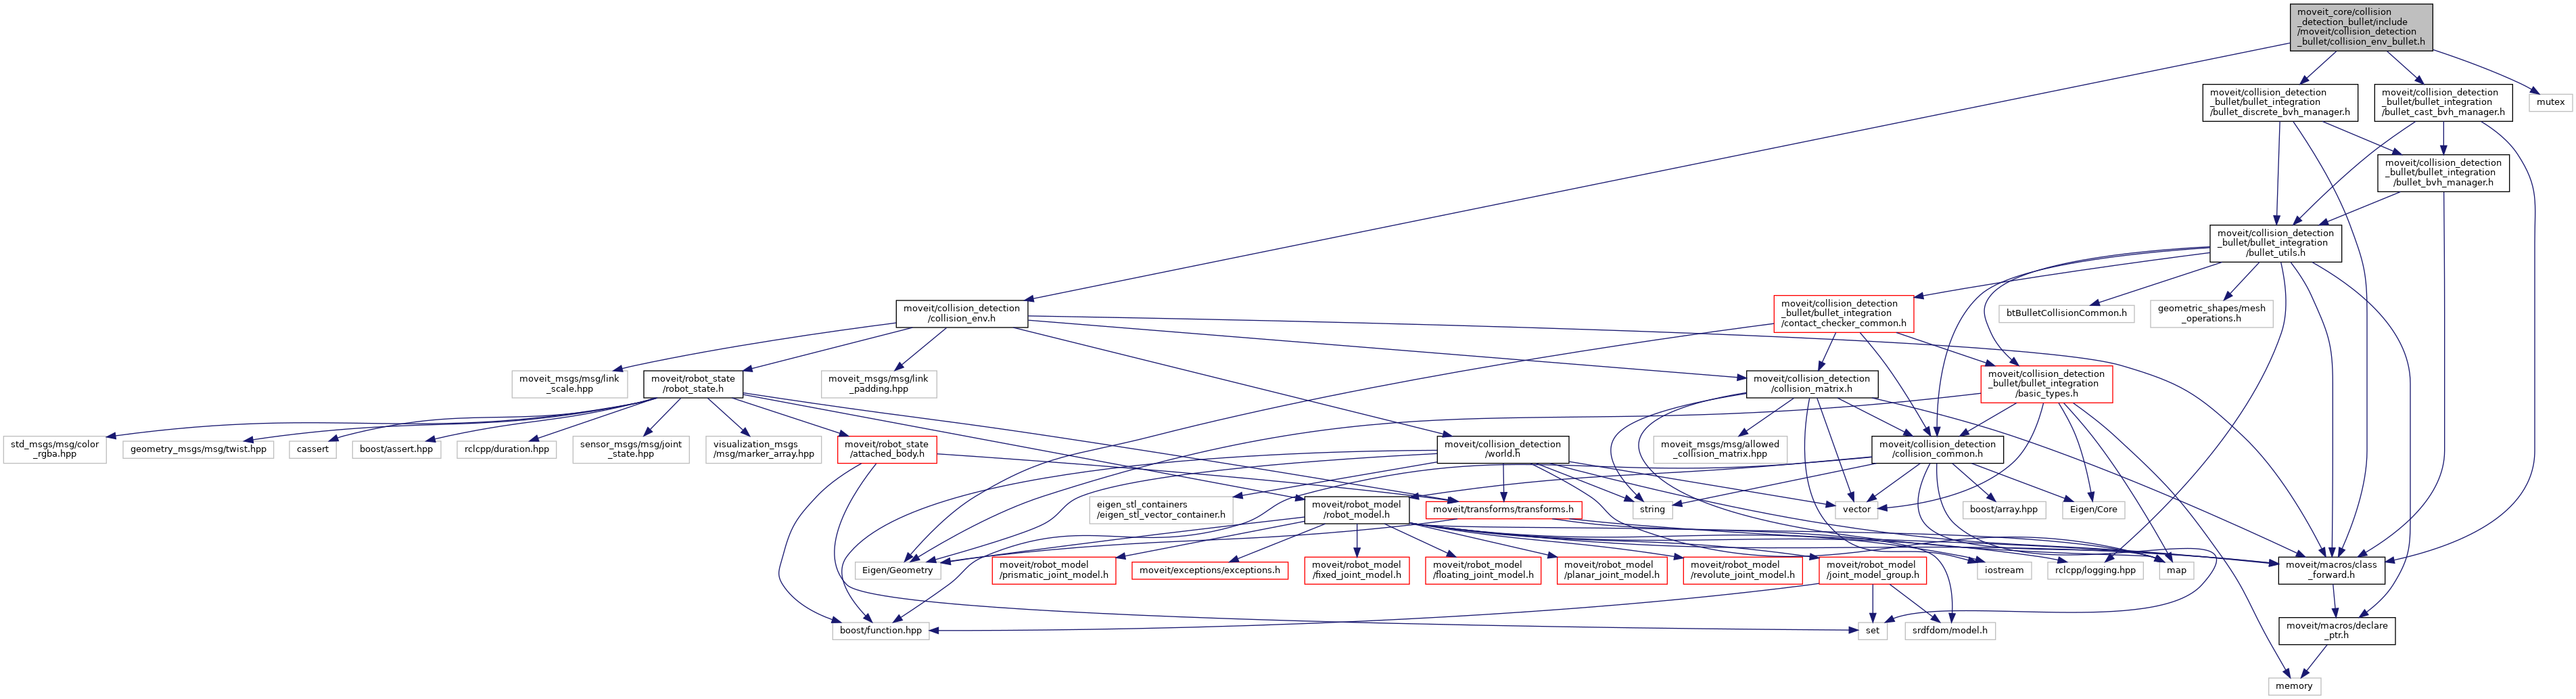 moveit_core/collision
_detection_bullet/include
/moveit/collision_detection
_bullet/collision_env_bullet.h
moveit/collision_detection
_bullet/bullet_integration
/bullet_discrete_bvh_manager.h
moveit/collision_detection
_bullet/bullet_integration
/bullet_cast_bvh_manager.h
mutex
moveit/collision_detection
_bullet/bullet_integration
/bullet_bvh_manager.h
moveit/collision_detection
_bullet/bullet_integration
/bullet_utils.h
moveit/collision_detection
/collision_env.h
moveit/collision_detection
_bullet/bullet_integration
/contact_checker_common.h
btBulletCollisionCommon.h
geometric_shapes/mesh
_operations.h
moveit_msgs/msg/link
_scale.hpp
moveit/robot_state
/robot_state.h
moveit_msgs/msg/link
_padding.hpp
moveit/collision_detection
/collision_matrix.h
moveit/collision_detection
_bullet/bullet_integration
/basic_types.h
std_msgs/msg/color
_rgba.hpp
geometry_msgs/msg/twist.hpp
cassert
boost/assert.hpp
rclcpp/duration.hpp
sensor_msgs/msg/joint
_state.hpp
visualization_msgs
/msg/marker_array.hpp
moveit/robot_state
/attached_body.h
moveit/collision_detection
/world.h
moveit_msgs/msg/allowed
_collision_matrix.hpp
moveit/collision_detection
/collision_common.h
eigen_stl_containers
/eigen_stl_vector_container.h
moveit/robot_model
/robot_model.h
moveit/transforms/transforms.h
string
vector
boost/array.hpp
Eigen/Core
Eigen/Geometry
moveit/robot_model
/prismatic_joint_model.h
moveit/exceptions/exceptions.h
moveit/robot_model
/fixed_joint_model.h
moveit/robot_model
/floating_joint_model.h
moveit/robot_model
/planar_joint_model.h
moveit/robot_model
/revolute_joint_model.h
moveit/robot_model
/joint_model_group.h
iostream
rclcpp/logging.hpp
map
moveit/macros/class
_forward.h
boost/function.hpp
set
srdfdom/model.h
moveit/macros/declare
_ptr.h
memory